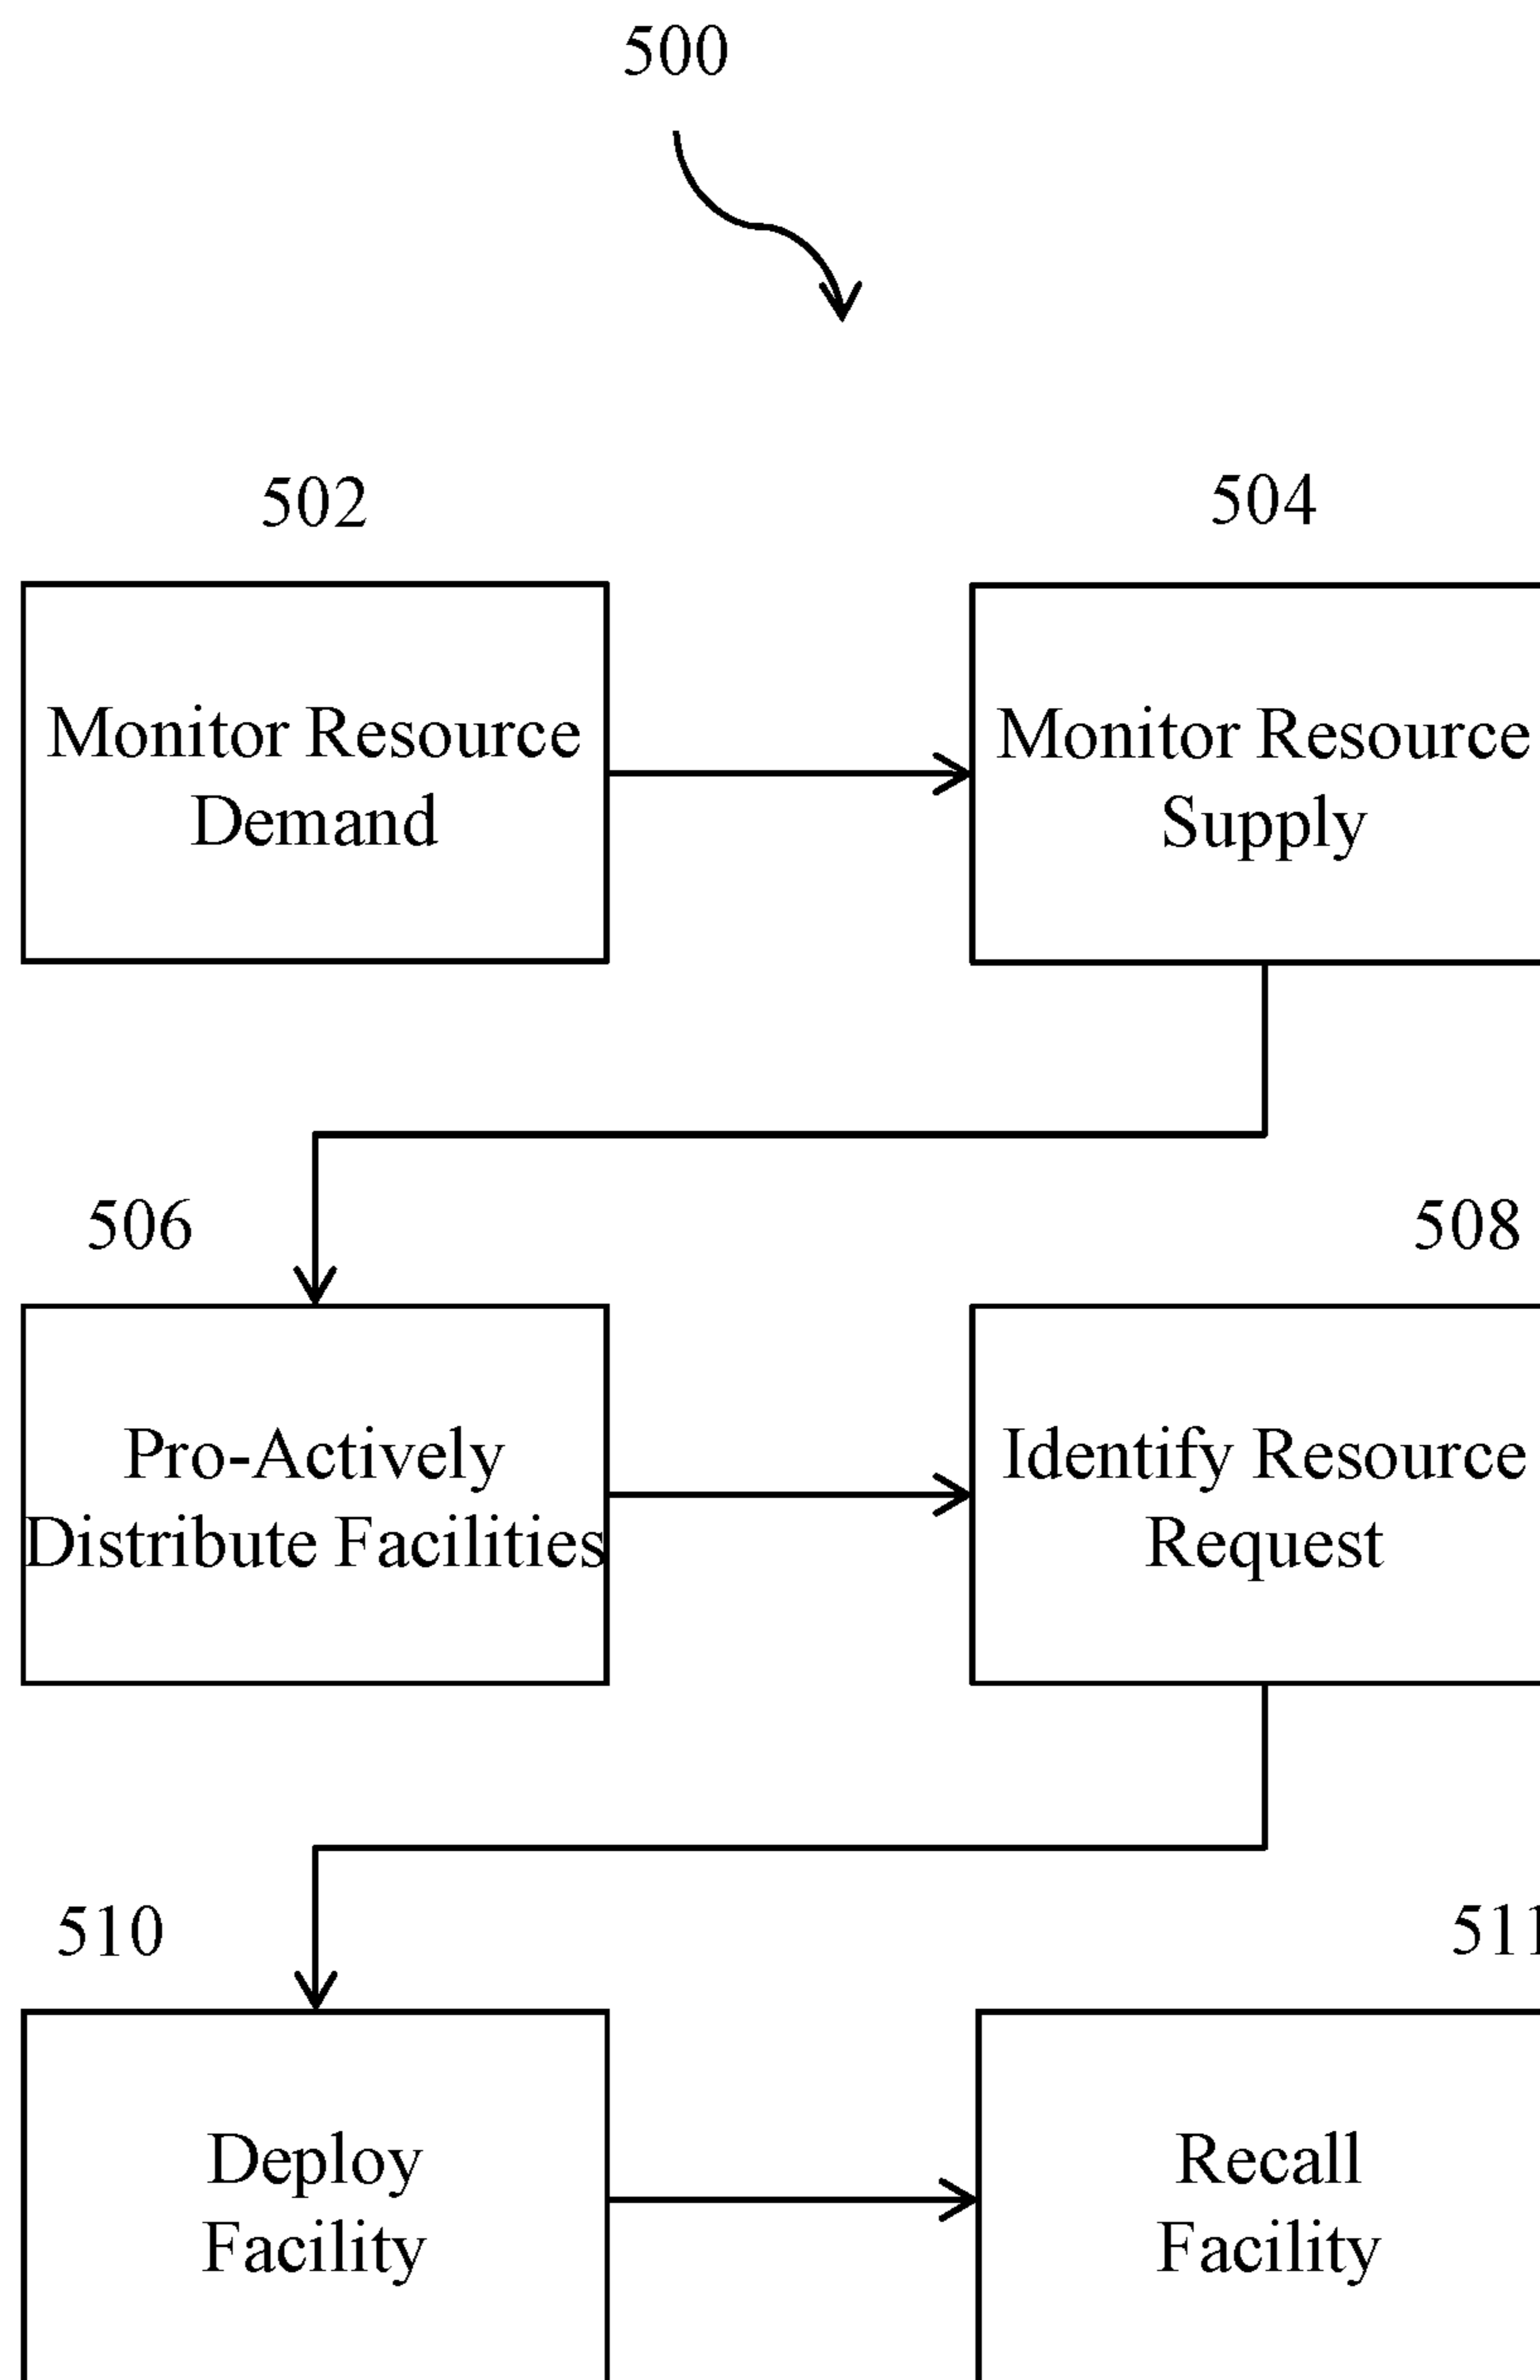 500
502
504
Monitor Resource
Demand
Monitor Resource
Supply
506
508
Pro-Actively
Distribute Facilities
Identify Resource
Request
510
511
Deploy
Facility
Recall
Facility